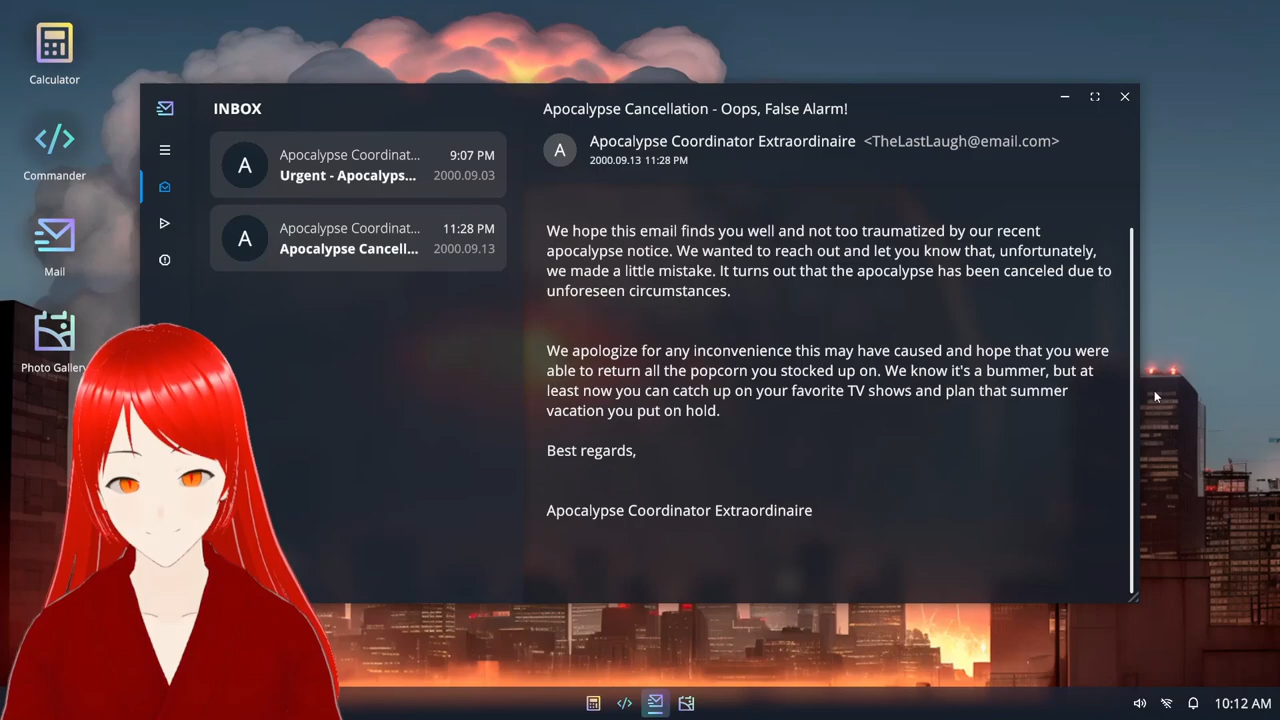 Calculator
Commander
Mail
Photo Gallery
INBOX
A
Apocalypse Coordinat...
9:07 PM
Urgent - Apocalyps...
2000.09.03
A
Apocalypse Coordinat...
11:28 PM
Apocalypse Cancell...
2000.09.13
Apocalypse Cancellation - Oops, False Alarm!
A
Apocalypse Coordinator Extraordinaire <TheLastLaugh@email.com>
2000.09.13 11:28 PM
We hope this email finds you well and not too traumatized by our recent
apocalypse notice. We wanted to reach out and let you know that, unfortunately,
we made a little mistake. It turns out that the apocalypse has been canceled due to
unforeseen circumstances.
We apologize for any inconvenience this may have caused and hope that you were
able to return all the popcorn you stocked up on. We know it's a bummer, but at
least now you can catch up on your favorite TV shows and plan that summer
vacation you put on hold.
Best regards,
Apocalypse Coordinator Extraordinaire
10:12 AM